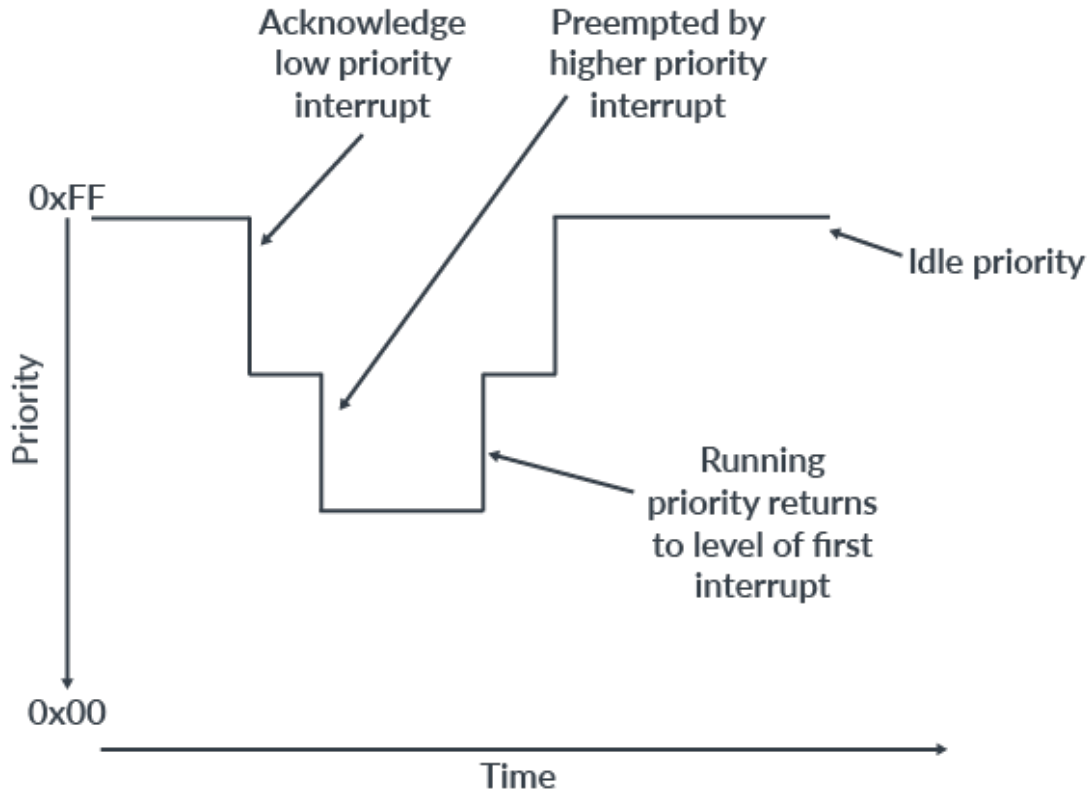 Acknowledge
low priority
interrupt
Preempted by
higher priority
interrupt
0xFF
Idle priority
Priority
Running
priority returns
to level of first
interrupt
0x00
Time